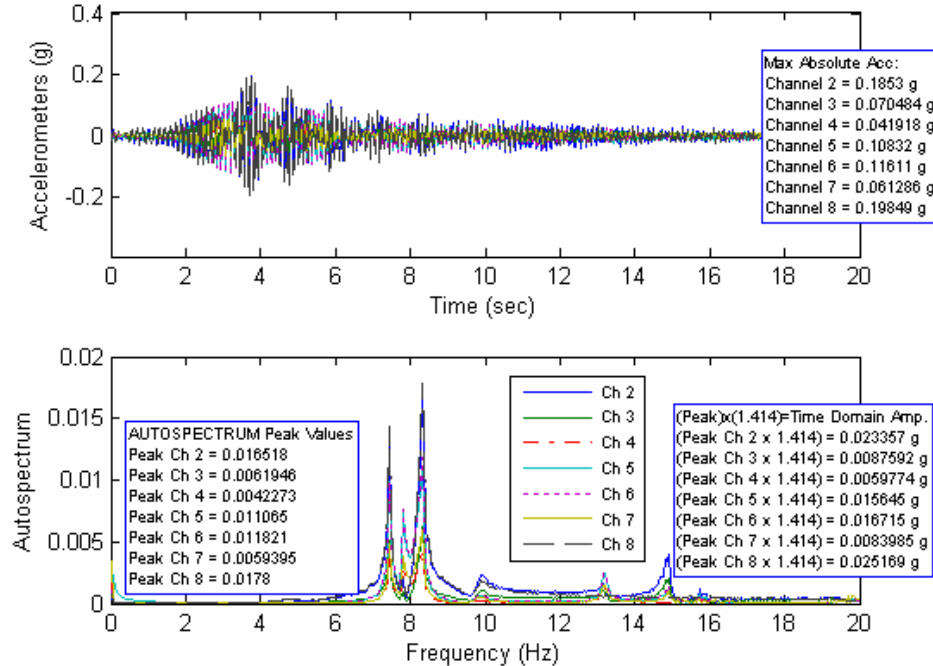 0.4
0.2
0
-0.2
Accelerometers (g)
Max Absolute Acc:
Channel 2 = 0.1853 g
Channel 3 = 0.070484 g
Channel 4 = 0.041918 g
Channel 5 = 0.10832 g
Channel 6 = 0.11611 g
Channel 7 = 0.061286 g
Channel 8 = 0.19849 g
0 2 4 6 8 10 12 14 16 18 20
Time (sec)
0.02
0.015
0.01
0.005
0
Autospectrum
AUTOSPECTRUM Peak Values
Peak Ch 2 = 0.016518
Peak Ch 3 = 0.0061946
Peak Ch 4 = 0.0042273
Peak Ch 5 = 0.011065
Peak Ch 6 = 0.011821
Peak Ch 7 = 0.0059395
Peak Ch 8 = 0.0178
Ch 2
Ch 3
Ch 4
Ch 5
Ch 6
Ch 7
Ch 8
(Peak)x(1.414)=Time Domain Amp.
(Peak Ch 2 x 1.414) = 0.023357 g
(Peak Ch 3 x 1.414) = 0.0087592 g
(Peak Ch 4 x 1.414) = 0.0059774 g
(Peak Ch 5 x 1.414) = 0.015645 g
(Peak Ch 6 x 1.414) = 0.016715 g
(Peak Ch 7 x 1.414) = 0.0083985 g
(Peak Ch 8 x 1.414) = 0.025169 g
0 2 4 6 8 10 12 14 16 18 20
Frequency (Hz)